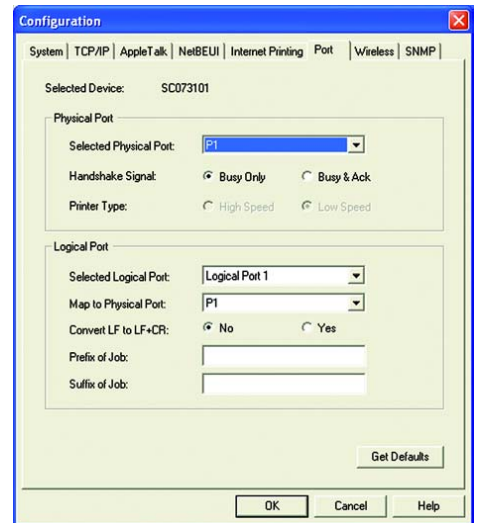 Configuration
System TCP/IP AppleTalk NetBEUI Internet Printing Port Wireless SNMP
Selected Device: SC073101
Physical Port
Selected Physical Port: P1
Handshake Signal: Busy Only Busy & Ack
Printer Type: High Speed Low Speed
Logical Port
Selected Logical Port: Logical Port 1
Map to Physical Port: P1
Convert LF to LF+CR: No Yes
Prefix of Job:
Suffix of Job:
Get Defaults
OK Cancel Help